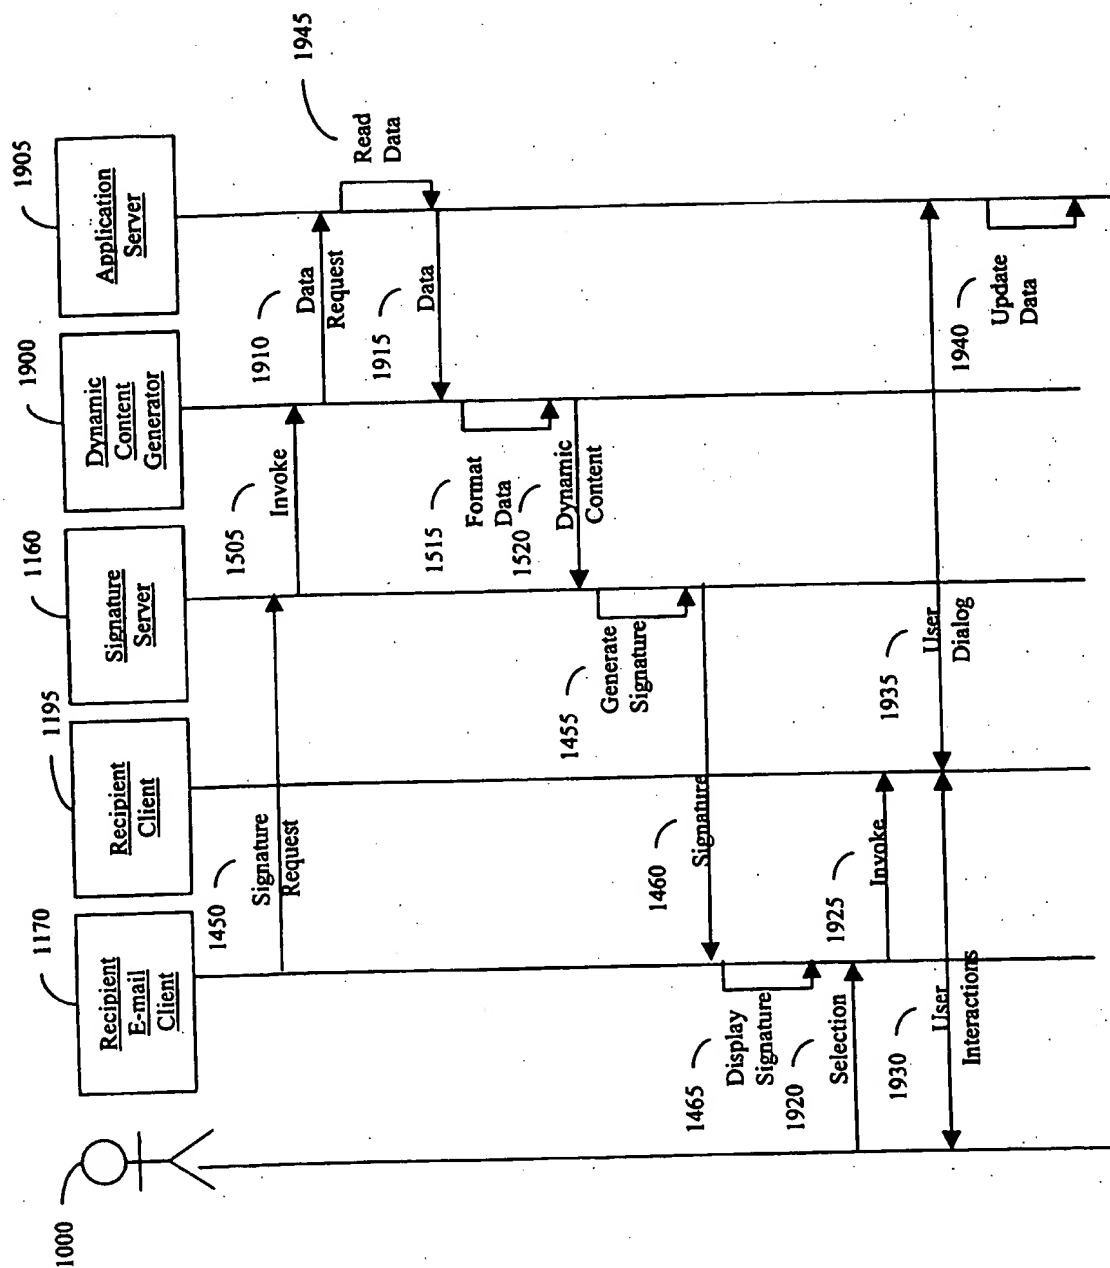 1000
1170
Recipient
E-mail
Client
1195
Recipient
Client
1160
Signature
Server
1900
Dynamic
Content
Generator
1905
Application
Server
1450
Signature
Request
1505
Invoke
1910
Data
Request
1945
Read
Data
1915
Data
1515
Format
Data
1520
Dynamic
Content
1455
Generate
Signature
1460
Signature
1465
Display
Signature
1920
Selection
1925
Invoke
1930
User
Interactions
1935
User
Dialog
1940
Update
Data